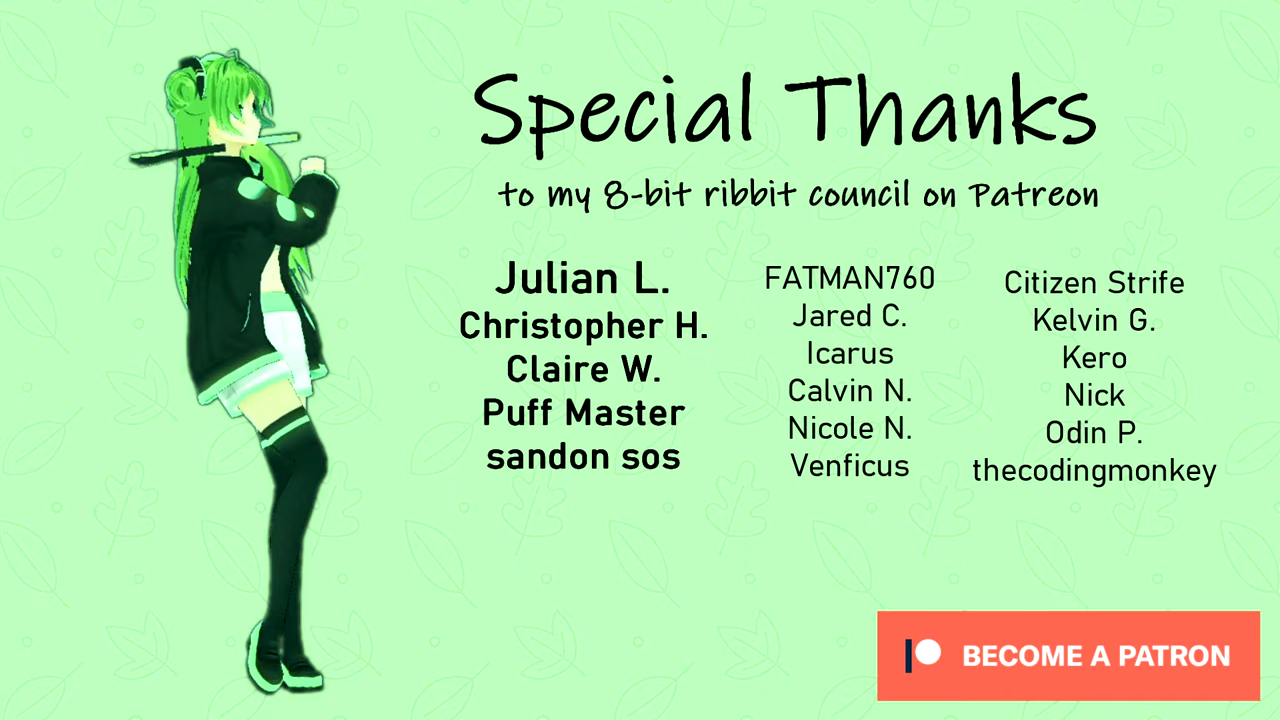 Special Thanks
to my 8-bit ribbit council on Patreon
Julian L.
Christopher H.
Claire W.
Puff Master
sandon sos
FATMAN760
Jared C.
Icarus
Calvin N.
Nicole N.
Venficus
Citizen Strife
Kelvin G.
Kero
Nick
Odin P.
thecodingmonkey
BECOME A PATRON